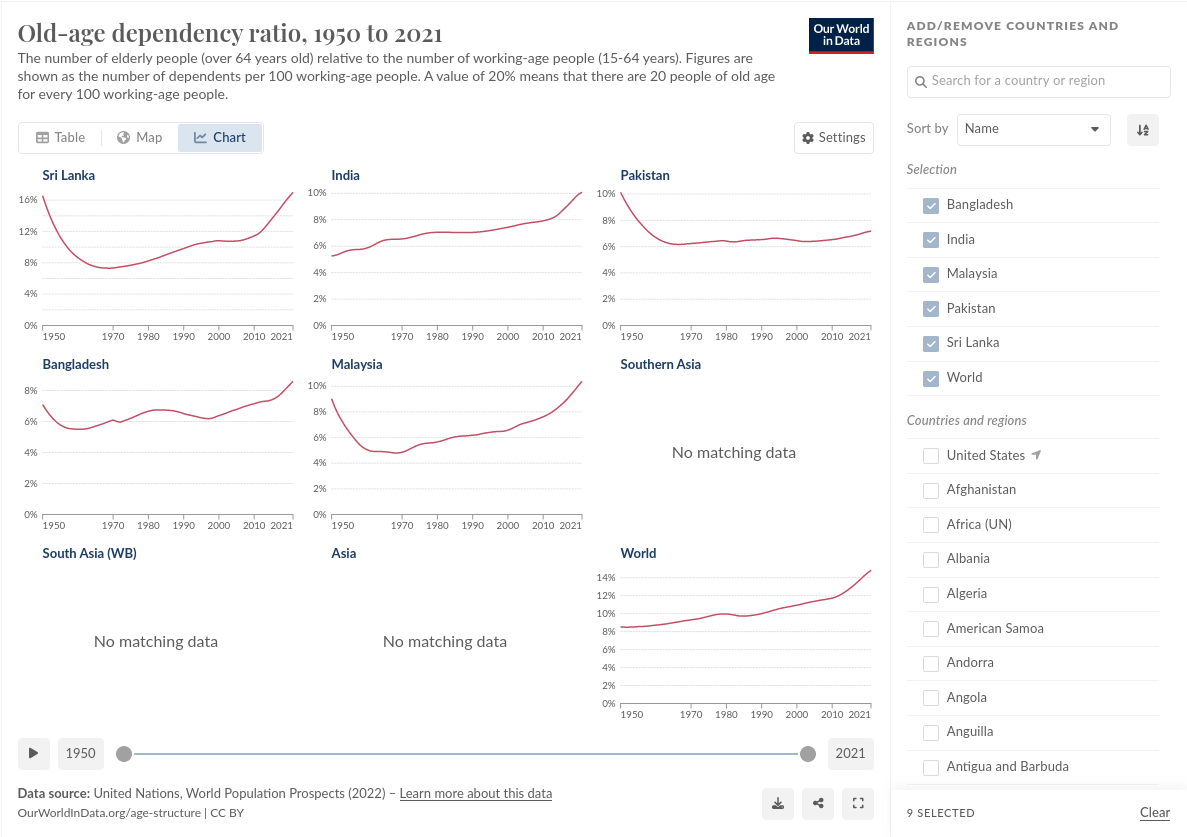 Old-age dependency ratio, 1950 to 2021
The number of elderly people (over 64 years old) relative to the number of working-age people (15-64 years). Figures are
shown as the number of dependents per 100 working-age people. A value of 20% means that there are 20 people of old age
for every 100 working-age people.
Our World
in Data
Table
Map
Chart
Settings
Sri Lanka
16%
12%
8%
4%
0%
1950 1970 1980 1990 2000 2010 2021
India
10%
8%
6%
4%
2%
0%
1950 1970 1980 1990 2000 2010 2021
Pakistan
10%
8%
6%
4%
2%
0%
1950 1970 1980 1990 2000 2010 2021
Bangladesh
8%
6%
4%
2%
0%
1950 1970 1980 1990 2000 2010 2021
Malaysia
10%
8%
6%
4%
2%
0%
1950 1970 1980 1990 2000 2010 2021
Southern Asia
No matching data
South Asia (WB)
No matching data
Asia
No matching data
World
14%
12%
10%
8%
6%
4%
2%
0%
1950 1970 1980 1990 2000 2010 2021
1950
2021
Data source: United Nations, World Population Prospects (2022) – Learn more about this data
OurWorldInData.org/age-structure | CC BY
ADD/REMOVE COUNTRIES AND
REGIONS
Search for a country or region
Sort by
Name
Selection
Bangladesh
India
Malaysia
Pakistan
Sri Lanka
World
Countries and regions
United States
Afghanistan
Africa (UN)
Albania
Algeria
American Samoa
Andorra
Angola
Anguilla
Antigua and Barbuda
9 SELECTED
Clear